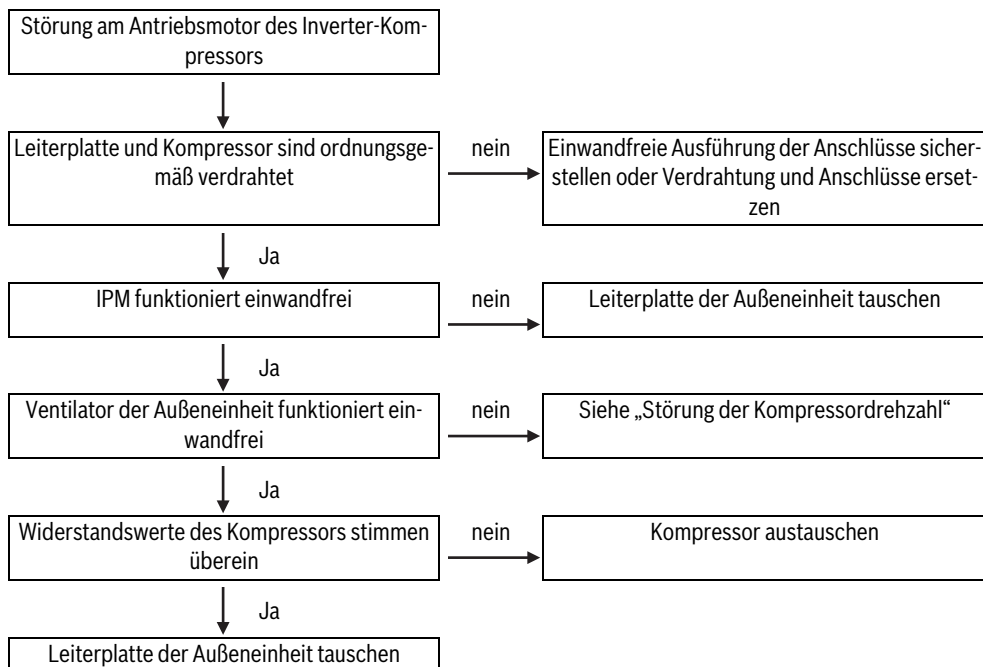 Störung am Antriebsmotor des Inverter-Kom-
pressors
Leiterplatte und Kompressor sind ordnungsge-
mäß verdrahtet
nein
Einwandfreie Ausführung der Anschlüsse sicher-
stellen oder Verdrahtung und Anschlüsse erset-
zen
Ja
IPM funktioniert einwandfrei
nein
Leiterplatte der Außeneinheit tauschen
Ja
Ventilator der Außeneinheit funktioniert ein-
wandfrei
nein
Siehe „Störung der Kompressordrehzahl“
Ja
Widerstandswerte des Kompressors stimmen
überein
nein
Kompressor austauschen
Ja
Leiterplatte der Außeneinheit tauschen